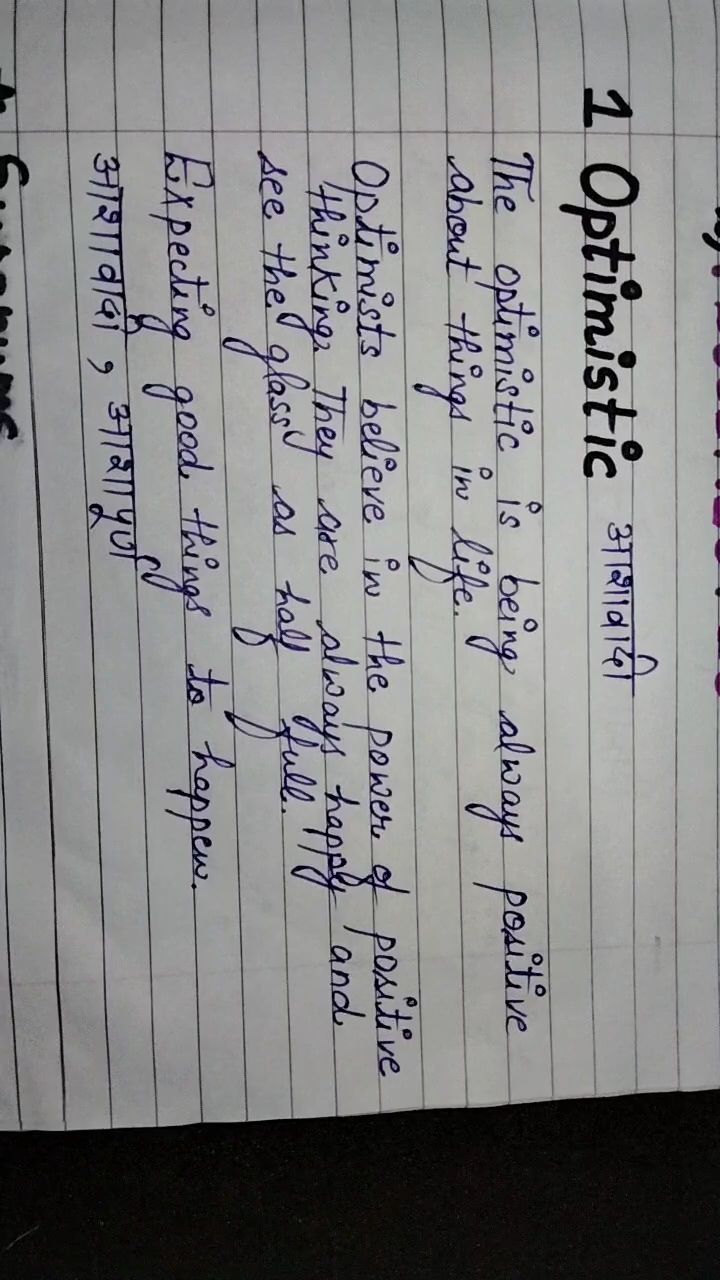 1 Optimistic आशावादी
The optimistic is being always positive
about things in life.
Optimists believe in the power of positive
thinking. They are always happy and
see the glass as half full.
Expecting good things to happen.
आशावादी, आशापूर्ण